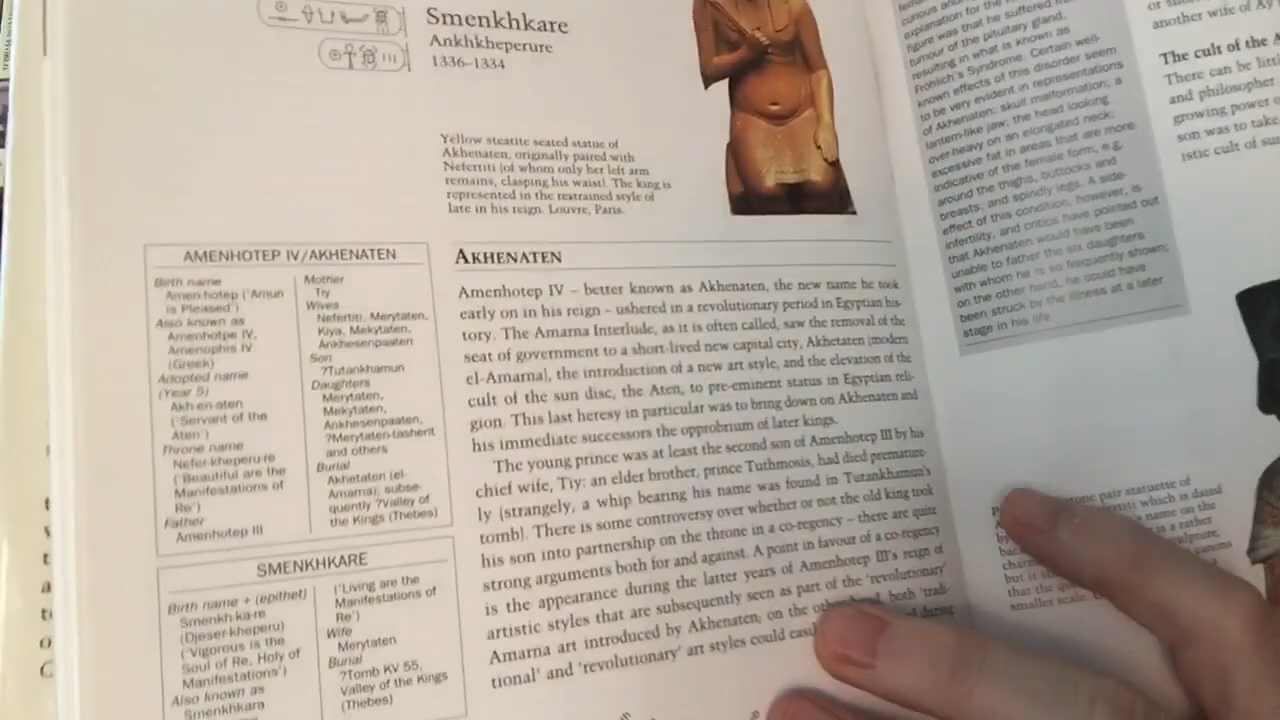 Smenkhkare
Ankhkheperure
1336–1334
Yellow steatite seated statue of
Akhenaten, originally paired with
Nefertiti (of whom only her left arm
remains, clasping his waist). The king is
represented in the restrained style of
late in his reign. Louvre, Paris.
AMENHOTEP IV/AKHENATEN
Birth name
Amen-hotep ('Amun
is Pleased')
Also known as
Amenhotpe IV,
Amenophis IV
(Greek)
Adopted name
(Year 5)
Akh-en-aten
('Servant of the
Aten')
Throne name
Nefer-kheperu-re
('Beautiful are the
Manifestations of
Re')
Father
Amenhotep III
Mother
Tiy
Wives
Nefertiti, Merytaten,
Kiya, Mekytaten,
Ankhesenpaaten
Son
?Tutankhamun
Daughters
Merytaten,
Mekytaten,
Ankhesenpaaten,
?Merytaten-tasherit
and others
Burial
Akhetaten (el-
Amarna); subse-
quently ?Valley of
the Kings (Thebes)
SMENKHKARE
Birth name + (epithet)
Smenkh-ka-re
(Djeser-kheperu)
('Vigorous is the
Soul of Re, Holy of
Manifestations')
Also known as
Smenkhkara
('Living are the
Manifestations of
Re')
Wife
Merytaten
Burial
?Tomb KV 55,
Valley of the Kings
(Thebes)
AKHENATEN
Amenhotep IV – better known as Akhenaten, the new name he took
early on in his reign – ushered in a revolutionary period in Egyptian his-
tory. The Amarna Interlude, as it is often called, saw the removal of the
seat of government to a short-lived new capital city, Akhetaten (modern
el-Amarna), the introduction of a new art style, and the elevation of the
cult of the sun disc, the Aten, to pre-eminent status in Egyptian reli-
gion. This last heresy in particular was to bring down on Akhenaten and
his immediate successors the opprobrium of later kings.
The young prince was at least the second son of Amenhotep III by his
chief wife, Tiy: an elder brother, prince Tuthmosis, had died premature-
ly (strangely, a whip bearing his name was found in Tutankhamun's
tomb). There is some controversy over whether or not the old king took
his son into partnership on the throne in a co-regency – there are quite
strong arguments both for and against. A point in favour of a co-regency
is the appearance during the latter years of Amenhotep III's reign of
artistic styles that are subsequently seen as part of the 'revolutionary'
Amarna art introduced by Akhenaten; on the other hand, both 'tradi-
tional' and 'revolutionary' art styles could easi during
explanation for the
figure was that he suffered from
tumour of the pituitary gland,
resulting in what is known as
Fröhlich's Syndrome. Certain well-
known effects of this disorder seem
to be very evident in representations
of Akhenaten: skull malformation; a
lantern-like jaw; the head looking
over-heavy on an elongated neck;
excessive fat in areas that are more
indicative of the female form, e.g.
around the thighs, buttocks and
breasts; and spindly legs. A side-
effect of this condition, however, is
infertility, and critics have pointed out
that Akhenaten would have been
unable to father the six daughters
with whom he is so frequently shown;
on the other hand, he could have
been struck by the illness at a later
stage in his life.
another wife of Ay
The cult of the A
There can be littl
and philosopher
growing power o
son was to take
istic cult of sun
pair statuette of
which is dated
name on the
is a rather
but it
that the qu
smaller scale.